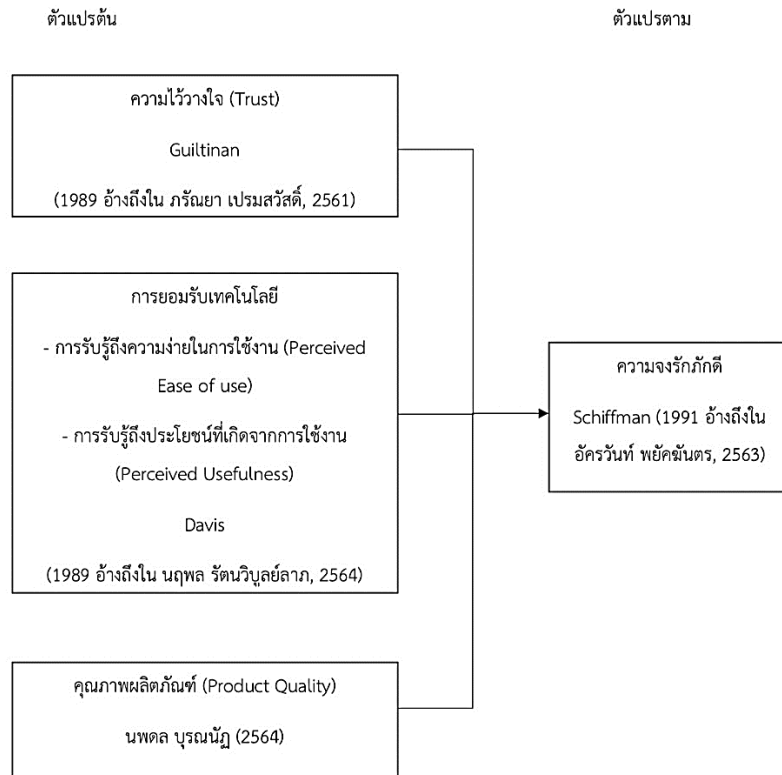 ตัวแปรต้น
ตัวแปรตาม
ความไว้วางใจ (Trust)
Guiltinan
(1989 อ้างถึงใน ภรัณยา เปรมสวัสดิ์, 2561)
การยอมรับเทคโนโลยี
- การรับรู้ถึงความง่ายในการใช้งาน (Perceived
Ease of use)
- การรับรู้ถึงประโยชน์ที่เกิดจากการใช้งาน
(Perceived Usefulness)
Davis
(1989 อ้างถึงใน นฤพล รัตนวิบูลย์ลาภ, 2564)
คุณภาพผลิตภัณฑ์ (Product Quality)
นพดล บุรณนัฏ (2564)
ความจงรักภักดี
Schiffman (1991 อ้างถึงใน
อัครวันท์ พยัคฆันตร, 2563)